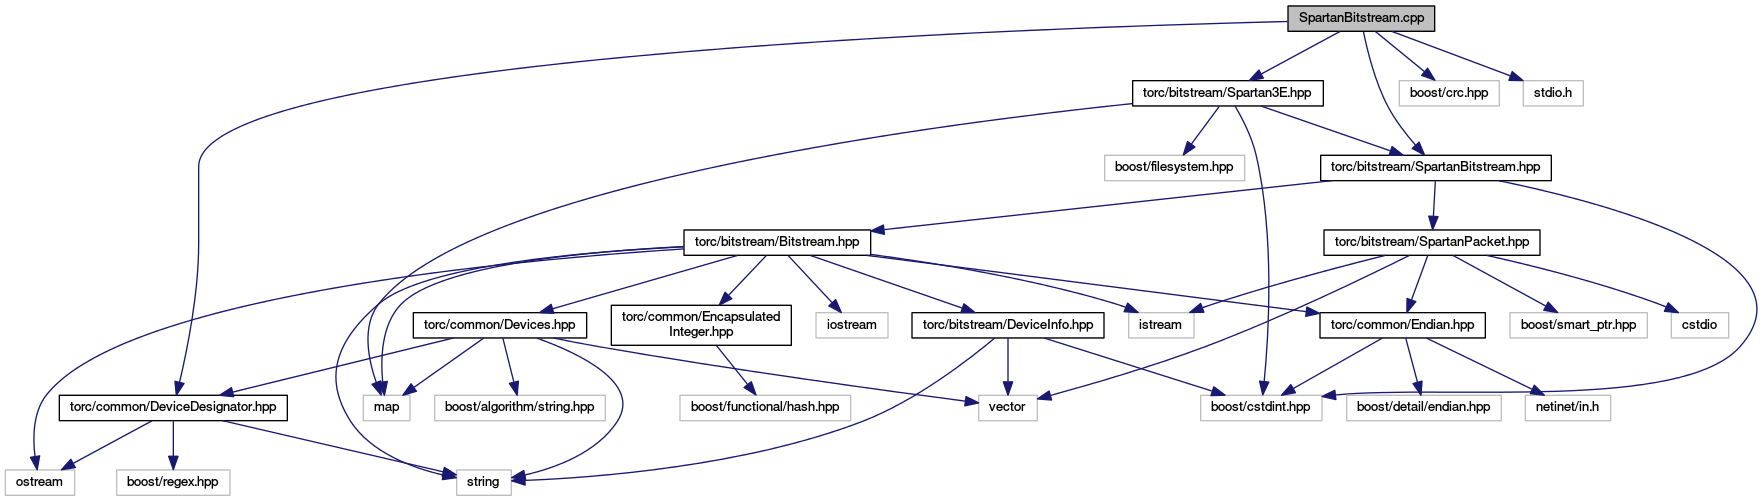 SpartanBitstream.cpp
torc/bitstream/Spartan3E.hpp
boost/crc.hpp
stdio.h
boost/filesystem.hpp
torc/bitstream/SpartanBitstream.hpp
torc/bitstream/Bitstream.hpp
torc/bitstream/SpartanPacket.hpp
torc/common/Devices.hpp
torc/common/Encapsulated
Integer.hpp
iostream
torc/bitstream/DeviceInfo.hpp
istream
torc/common/Endian.hpp
boost/smart_ptr.hpp
cstdio
torc/common/DeviceDesignator.hpp
map
boost/algorithm/string.hpp
boost/functional/hash.hpp
vector
boost/cstdint.hpp
boost/detail/endian.hpp
netinet/in.h
ostream
boost/regex.hpp
string